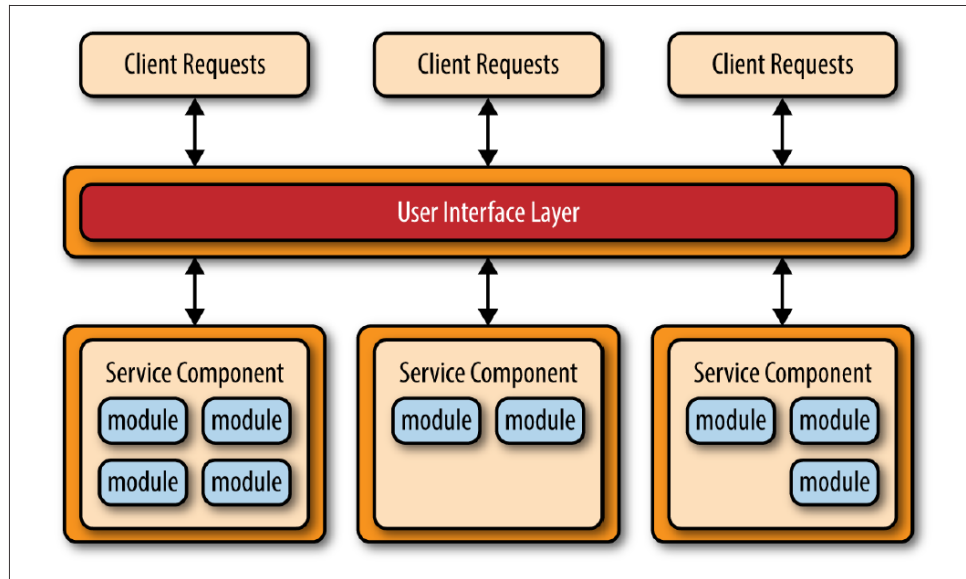 Client Requests
Client Requests
Client Requests
User Interface Layer
Service Component
module module
module module
Service Component
module module
Service Component
module module
module